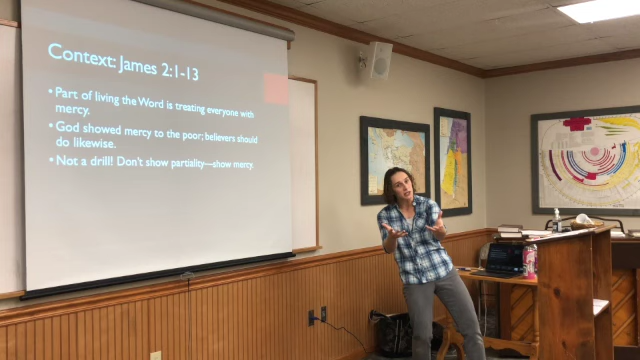 Context: James 2:1-13
• Part of living the Word is treating everyone with
mercy.
• God showed mercy to the poor; believers should
do likewise.
• Not a drill! Don't show partiality—show mercy.